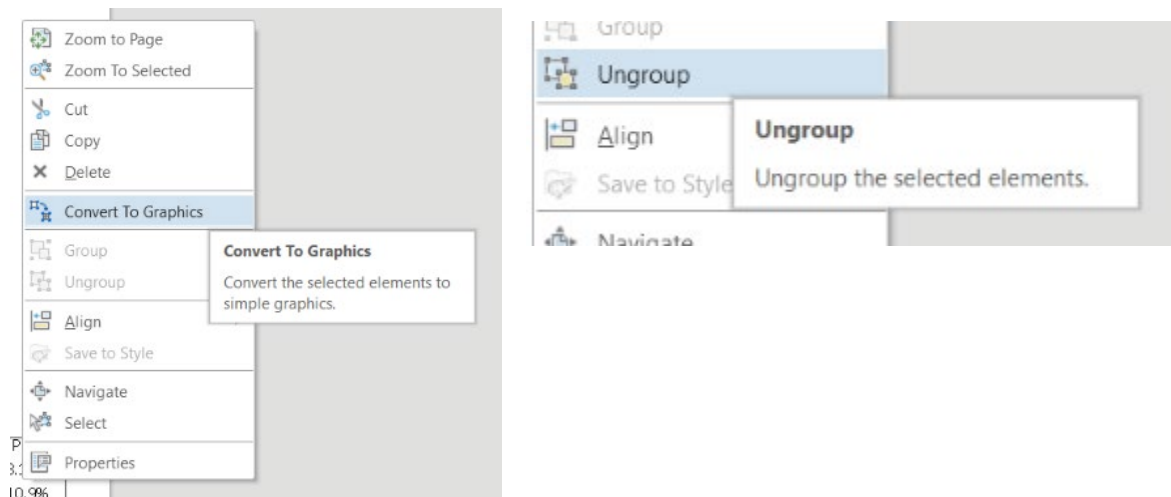 Zoom to Page
Zoom To Selected
Cut
Copy
Delete
Convert To Graphics
Group
Ungroup
Convert To Graphics
Convert the selected elements to
simple graphics.
Align
Save to Style
Navigate
Select
Properties
10.9%
Group
Ungroup
Align
Save to Style
Ungroup
Ungroup the selected elements.
Navigate